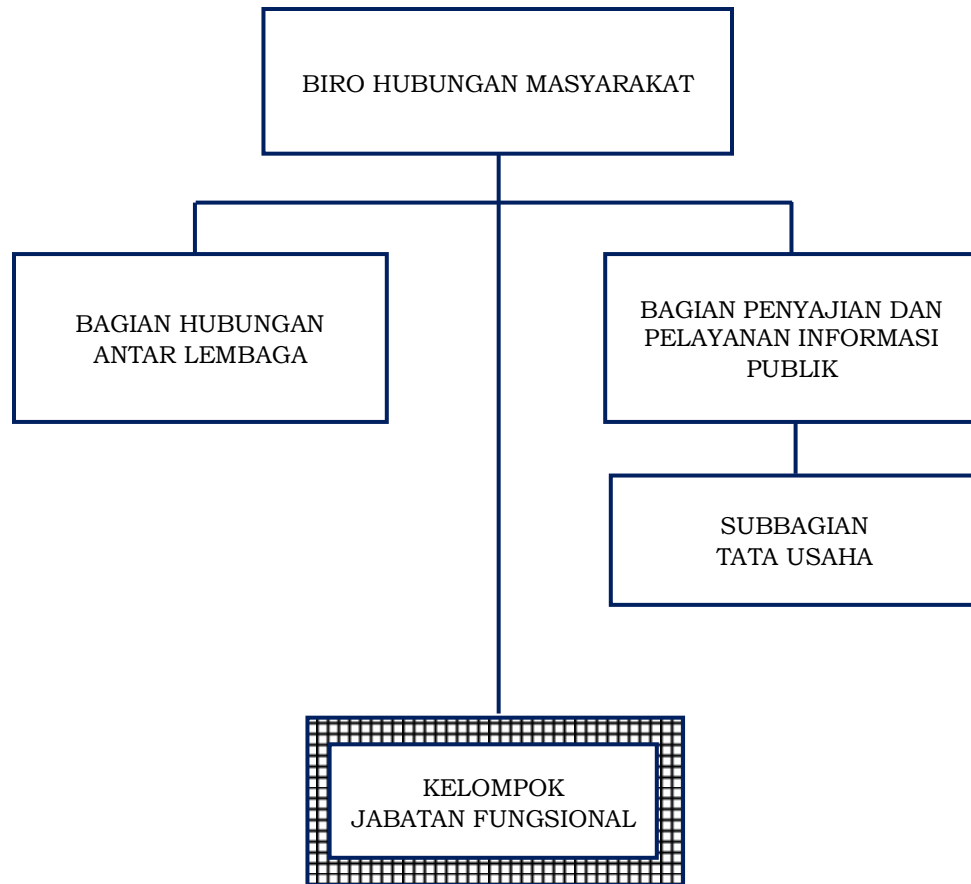 BIRO HUBUNGAN MASYARAKAT
BAGIAN HUBUNGAN
ANTAR LEMBAGA
BAGIAN PENYAJIAN DAN
PELAYANAN INFORMASI
PUBLIK
SUBBAGIAN
TATA USAHA
KELOMPOK
JABATAN FUNGSIONAL